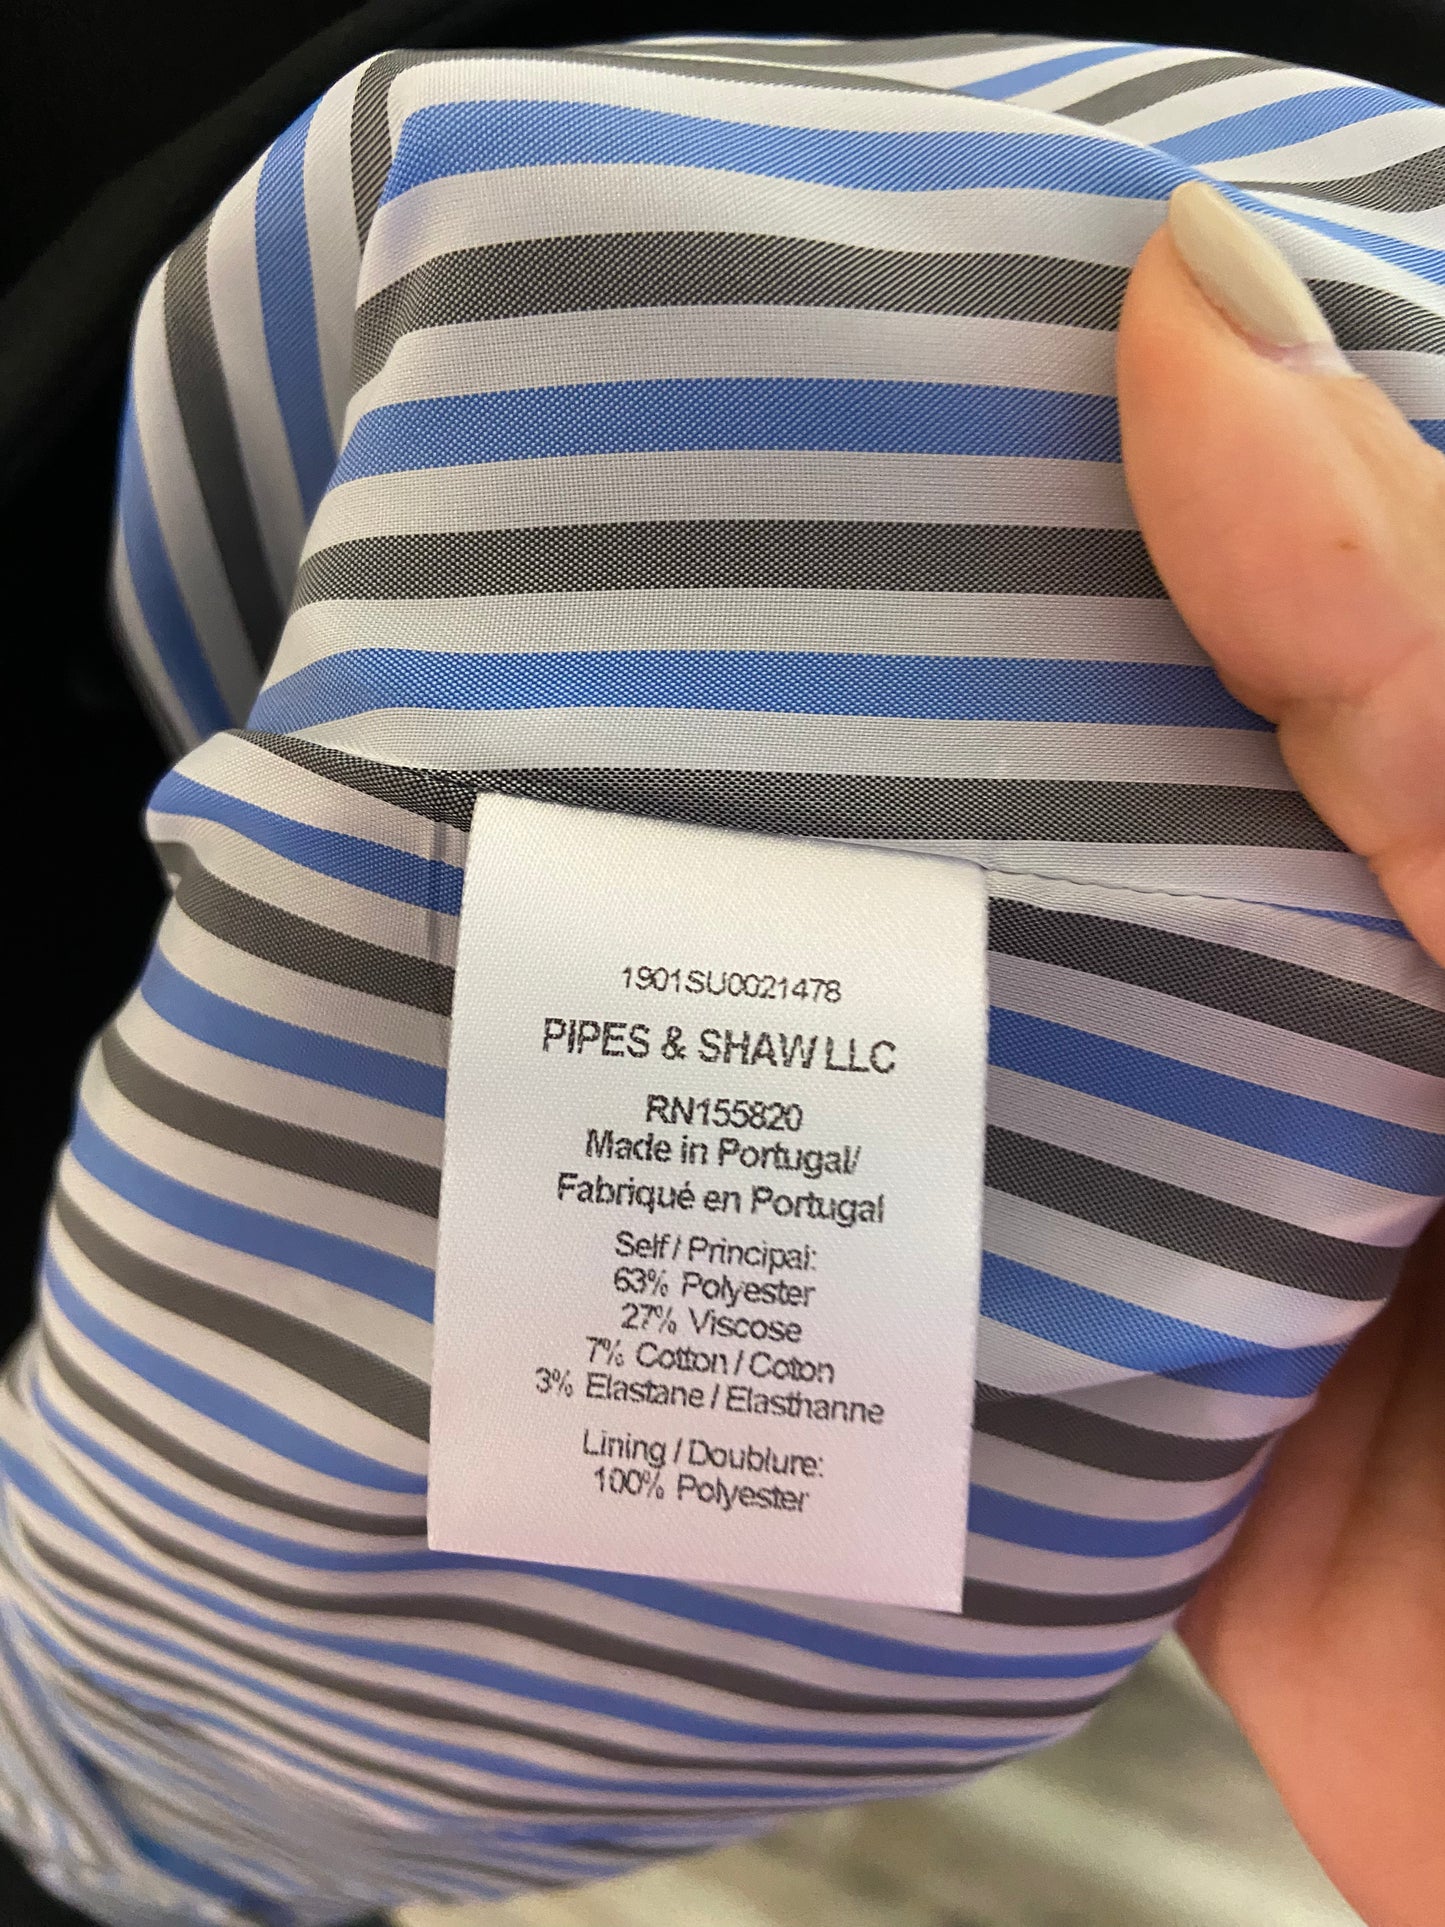 1901SU0021478
PIPES & SHAW LLC
RN155820
Made in Portugal/
Fabriqué en Portugal
Self / Principal:
63% Polyester
27% Viscose
7% Cotton / Coton
3% Elastane / Elasthanne
Lining / Doublure:
100% Polyester